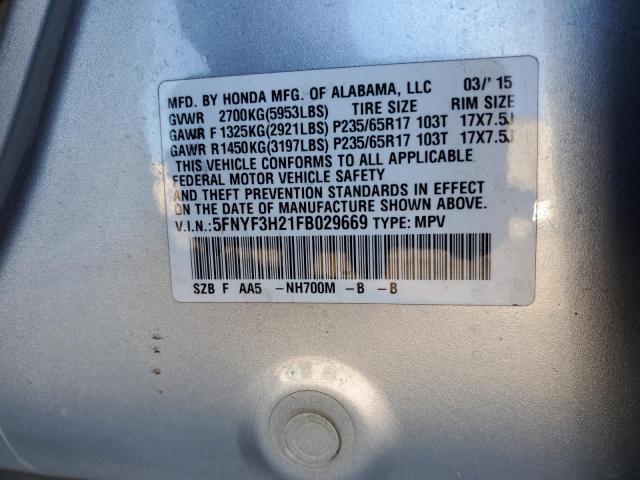 MFD. BY HONDA MFG. OF ALABAMA, LLC 03/'15
GVWR 2700KG(5953LBS) TIRE SIZE RIM SIZE
GAWR F 1325KG(2921LBS) P235/65R17 103T 17X7.5J
GAWR R1450KG(3197LBS) P235/65R17 103T 17X7.5J
THIS VEHICLE CONFORMS TO ALL APPLICABLE
FEDERAL MOTOR VEHICLE SAFETY
AND THEFT PREVENTION STANDARDS IN EFFECT
ON THE DATE OF MANUFACTURE SHOWN ABOVE.
V.I.N.:5FNYF3H21FB029669 TYPE: MPV
SZB F AA5 -NH700M -B -B